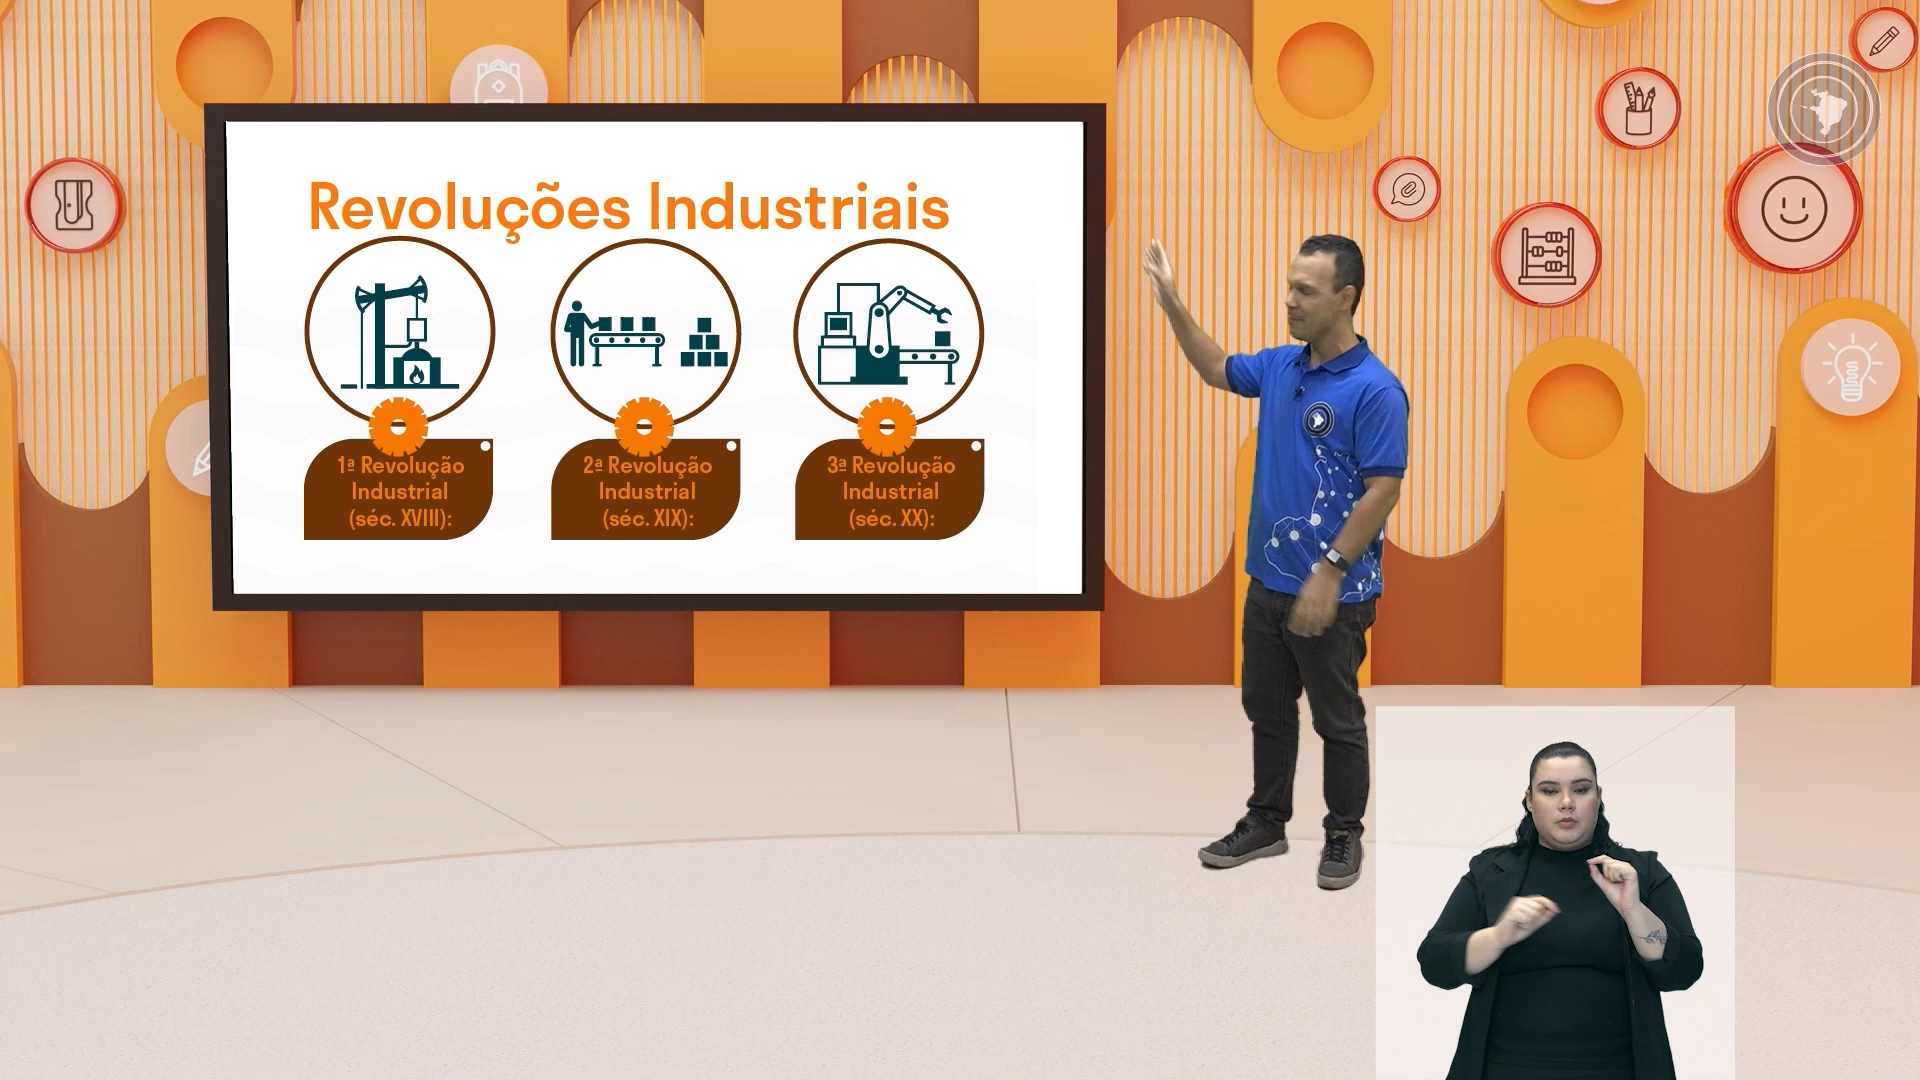 Revoluções Industriais
1ª Revolução
Industrial
(séc. XVIII):
2ª Revolução
Industrial
(séc. XIX):
3ª Revolução
Industrial
(séc. XX):